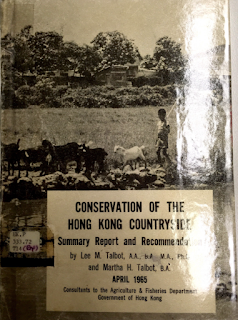 CONSERVATION OF THE
HONG KONG COUNTRYSIDE
Summary Report and Recommendations
by Lee M. Talbot, A.A., B.A., M.A., Ph.D.
and Martha H. Talbot, B.A.
APRIL 1965
Consultants to the Agriculture & Fisheries Department
Government of Hong Kong